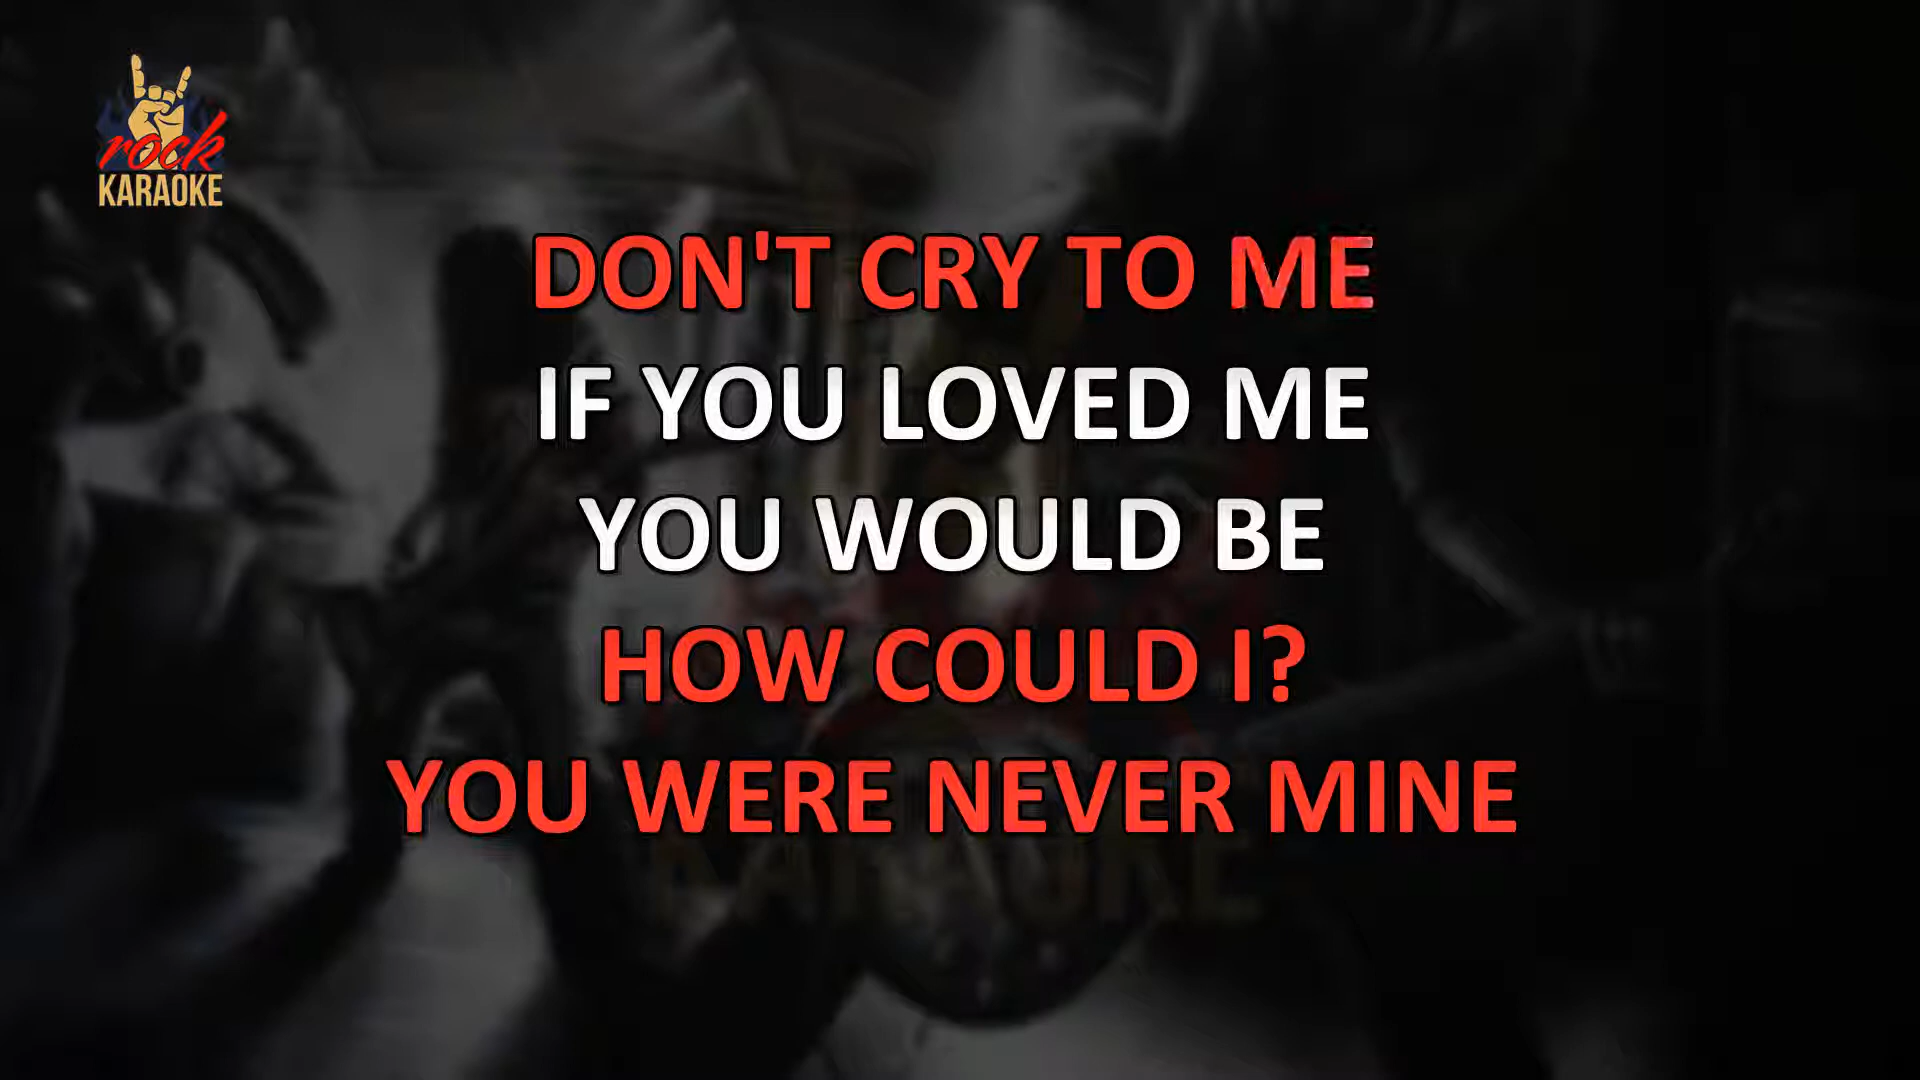 rock
KARAOKE
DON'T CRY TO ME
IF YOU LOVED ME
YOU WOULD BE
HOW COULD I?
YOU WERE NEVER MINE
KARAOKE